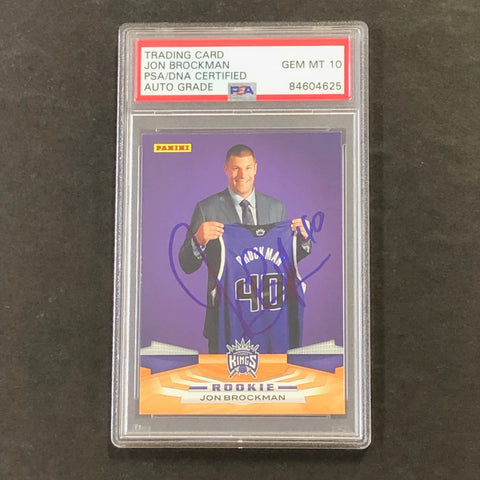 TRADING CARD
JON BROCKMAN
PSA/DNA CERTIFIED
AUTO GRADE
GEM MT 10
PSA
84604625
PANINI
BROCKMAN
40
KINGS
ROOKIE
JON BROCKMAN